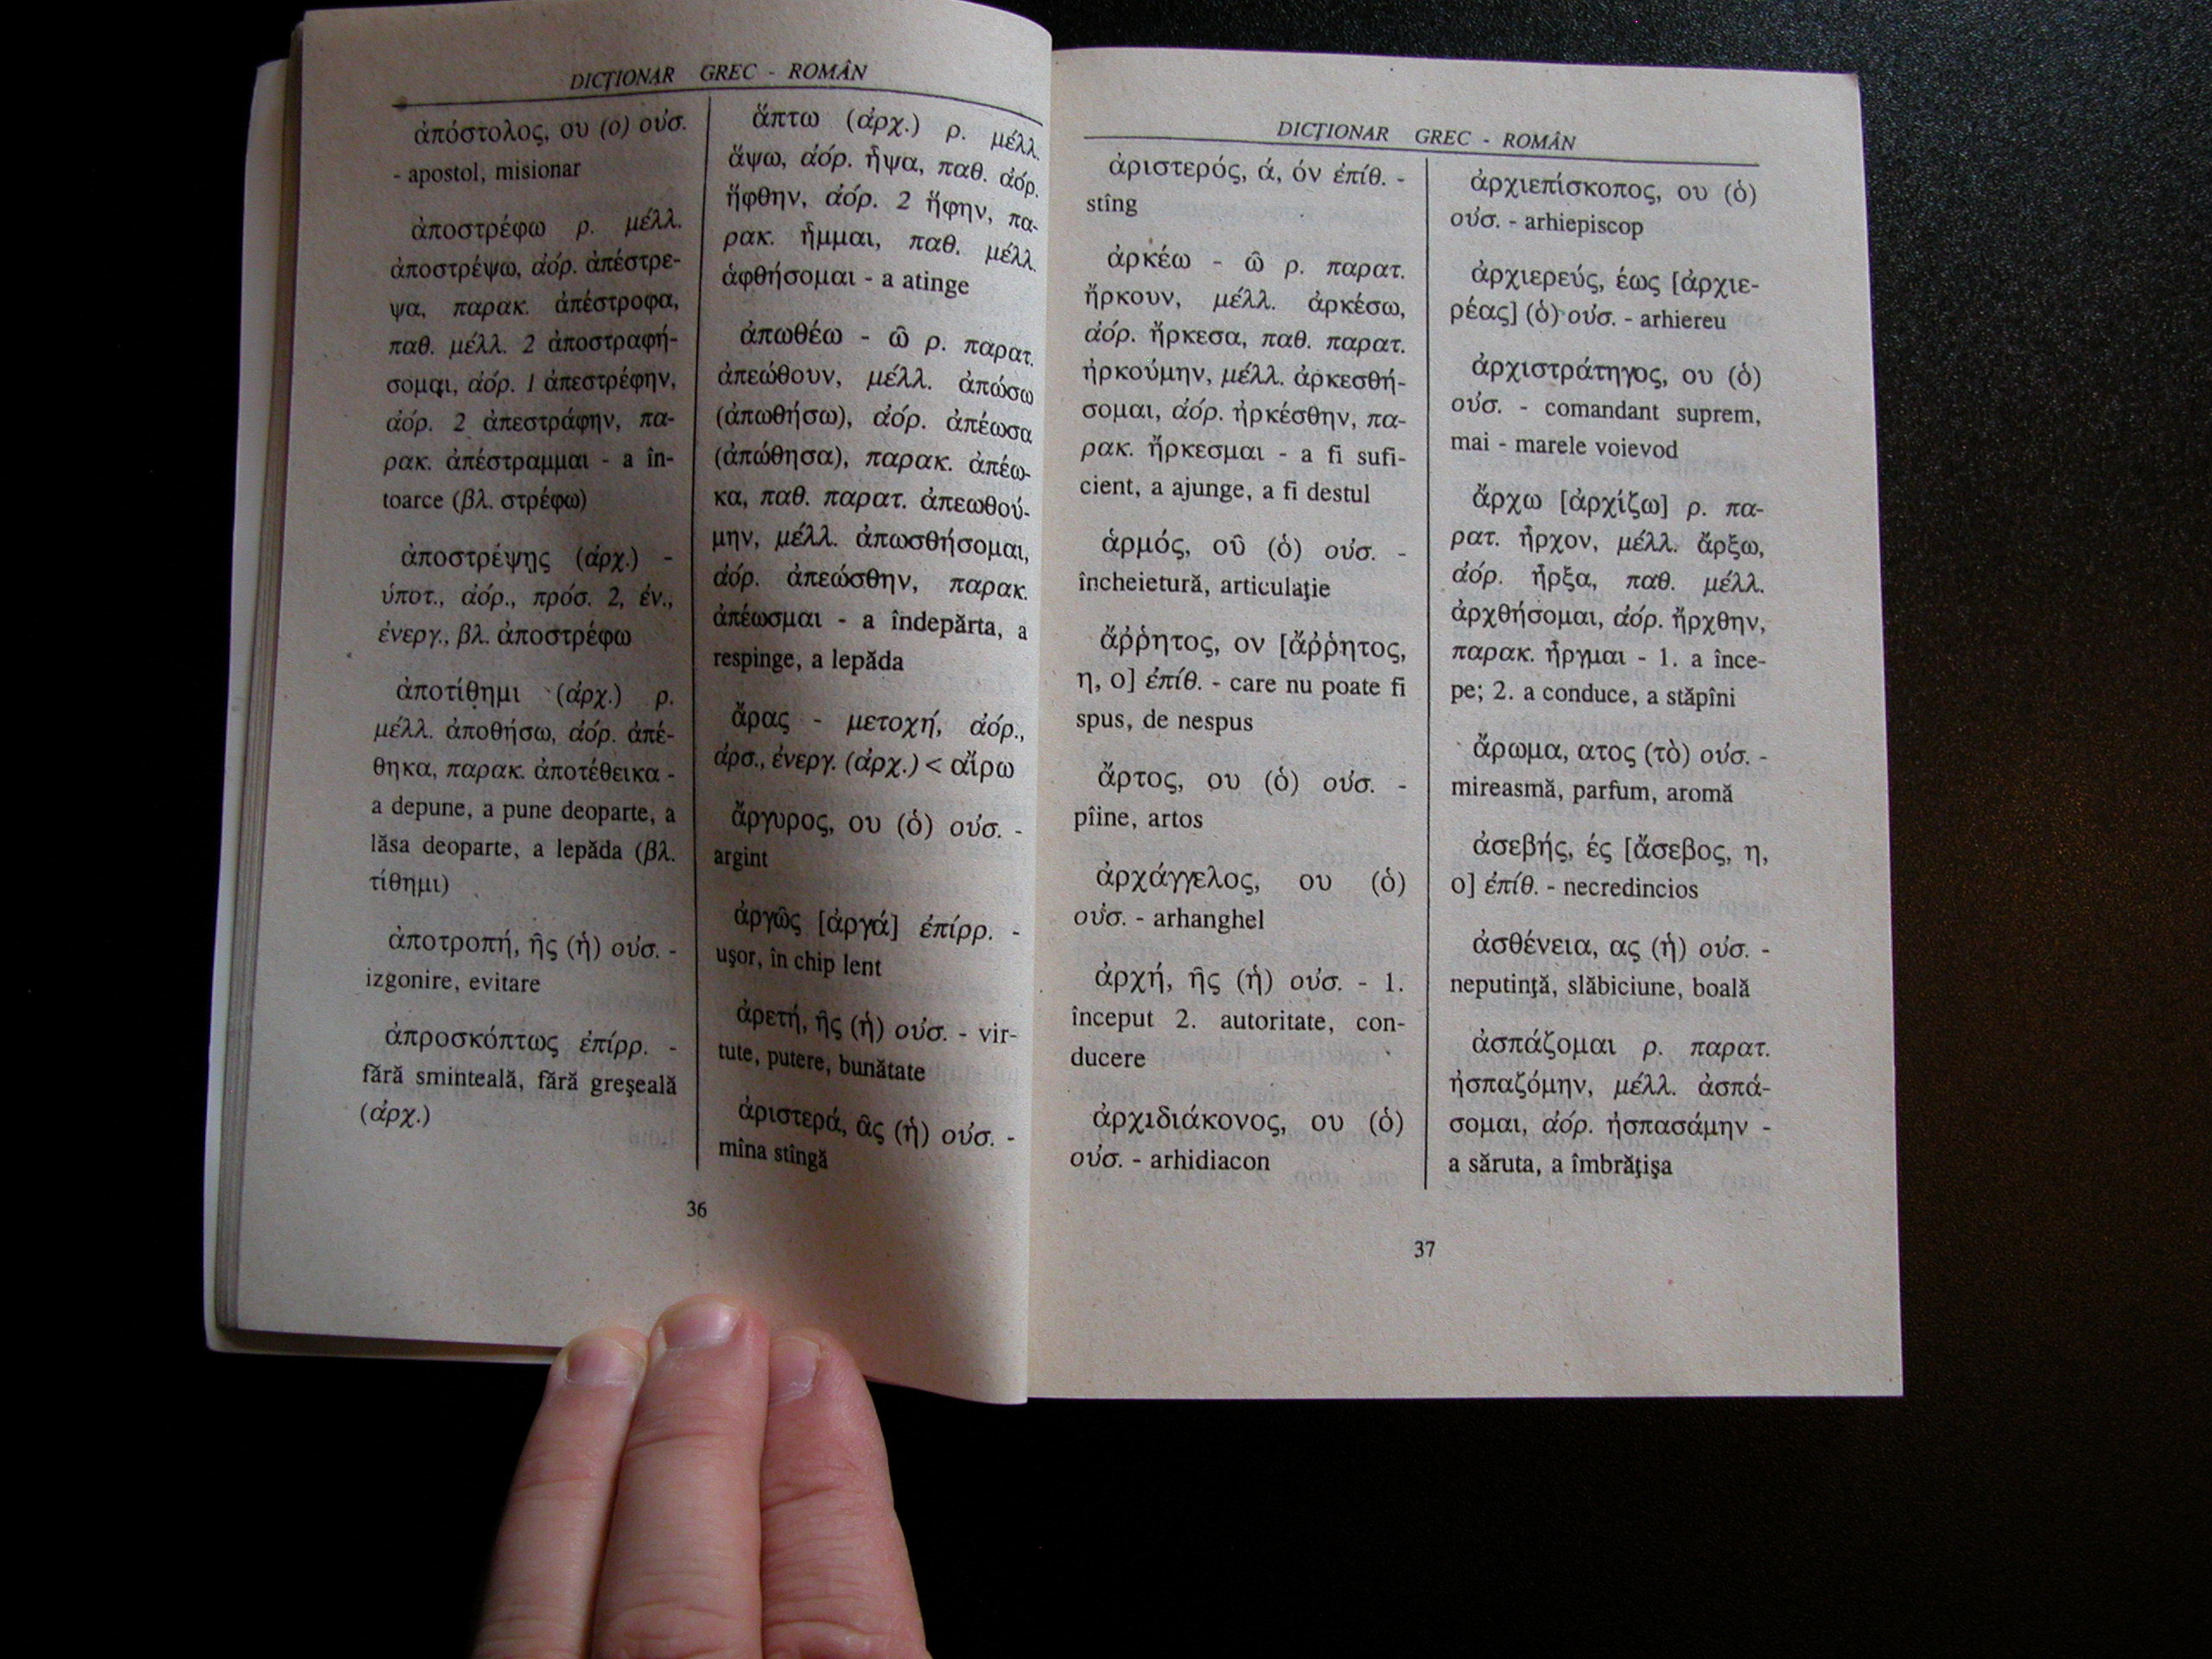 DICŢIONAR GREC - ROMÂN
ἀπόστολος, ου (ο) οὐσ.
- apostol, misionar
ἀποστρέφω ρ. μέλλ.
ἀποστρέψω, ἀόρ. ἀπέστρε-
ψα, παρακ. ἀπέστροφα,
παθ. μέλλ. 2 ἀποστραφή-
σομαι, ἀόρ. 1 ἀπεστρέφην,
ἀόρ. 2 ἀπεστράφην, πα-
ρακ. ἀπέστραμμαι - a în-
toarce (βλ. στρέφω)
ἀποστρέψῃς (ἀρχ.) -
ὑποτ., ἀόρ., πρόσ. 2, ἑν.,
ἐνεργ., βλ. ἀποστρέφω
ἀποτίθημι (ἀρχ.) ρ.
μέλλ. ἀποθήσω, ἀόρ. ἀπέ-
θηκα, παρακ. ἀποτέθεικα -
a depune, a pune deoparte, a
lăsa deoparte, a lepăda (βλ.
τίθημι)
ἀποτροπή, ῆς (ἡ) οὐσ. -
izgonire, evitare
ἀπροσκόπτως ἐπίρρ. -
fără sminteală, fără greşeală
(ἀρχ.)
ἅπτω (ἀρχ.) ρ. μέλλ.
ἅψω, ἀόρ. ἧψα, παθ. ἀόρ.
ἥφθην, ἀόρ. 2 ἥφην, πα-
ρακ. ἧμμαι, παθ. μέλλ.
ἁφθήσομαι - a atinge
ἀπωθέω - ῶ ρ. παρατ.
ἀπεώθουν, μέλλ. ἀπώσω
(ἀπωθήσω), ἀόρ. ἀπέωσα
(ἀπώθησα), παρακ. ἀπέω-
κα, παθ. παρατ. ἀπεωθού-
μην, μέλλ. ἀπωσθήσομαι,
ἀόρ. ἀπεώσθην, παρακ.
ἀπέωσμαι - a îndepărta, a
respinge, a lepăda
ἄρας - μετοχή, ἀόρ.,
ἀρσ., ἐνεργ. (ἀρχ.) < αἴρω
ἄργυρος, ου (ὁ) οὐσ. -
argint
ἀργῶς [ἀργά] ἐπίρρ. -
uşor, în chip lent
ἀρετή, ῆς (ἡ) οὐσ. - vir-
tute, putere, bunătate
ἀριστερά, ᾶς (ἡ) οὐσ. -
mîna stîngă
36
DICŢIONAR GREC - ROMÂN
ἀριστερός, ά, όν ἐπίθ. -
stîng
ἀρκέω - ῶ ρ. παρατ.
ἤρκουν, μέλλ. ἀρκέσω,
ἀόρ. ἤρκεσα, παθ. παρατ.
ἠρκούμην, μέλλ. ἀρκεσθή-
σομαι, ἀόρ. ἠρκέσθην, πα-
ρακ. ἤρκεσμαι - a fi sufi-
cient, a ajunge, a fi destul
ἁρμός, οῦ (ὁ) οὐσ. -
încheietură, articulaţie
ἄῤῥητος, ον [ἄῤῥητος,
η, ο] ἐπίθ. - care nu poate fi
spus, de nespus
ἄρτος, ου (ὁ) οὐσ. -
pîine, artos
ἀρχάγγελος, ου (ὁ)
οὐσ. - arhanghel
ἀρχή, ῆς (ἡ) οὐσ. - 1.
început 2. autoritate, con-
ducere
ἀρχιδιάκονος, ου (ὁ)
οὐσ. - arhidiacon
ἀρχιεπίσκοπος, ου (ὁ)
οὐσ. - arhiepiscop
ἀρχιερεύς, έως [ἀρχιε-
ρέας] (ὁ) οὐσ. - arhiereu
ἀρχιστράτηγος, ου (ὁ)
οὐσ. - comandant suprem,
mai - marele voievod
ἄρχω [ἀρχίζω] ρ. πα-
ρατ. ἦρχον, μέλλ. ἄρξω,
ἀόρ. ἦρξα, παθ. μέλλ.
ἀρχθήσομαι, ἀόρ. ἤρχθην,
παρακ. ἦργμαι - 1. a înce-
pe; 2. a conduce, a stăpîni
ἄρωμα, ατος (τὸ) οὐσ. -
mireasmă, parfum, aromă
ἀσεβής, ές [ἄσεβος, η,
ο] ἐπίθ. - necredincios
ἀσθένεια, ας (ἡ) οὐσ. -
neputinţă, slăbiciune, boală
ἀσπάζομαι ρ. παρατ.
ἠσπαζόμην, μέλλ. ἀσπά-
σομαι, ἀόρ. ἠσπασάμην -
a săruta, a îmbrăţişa
37